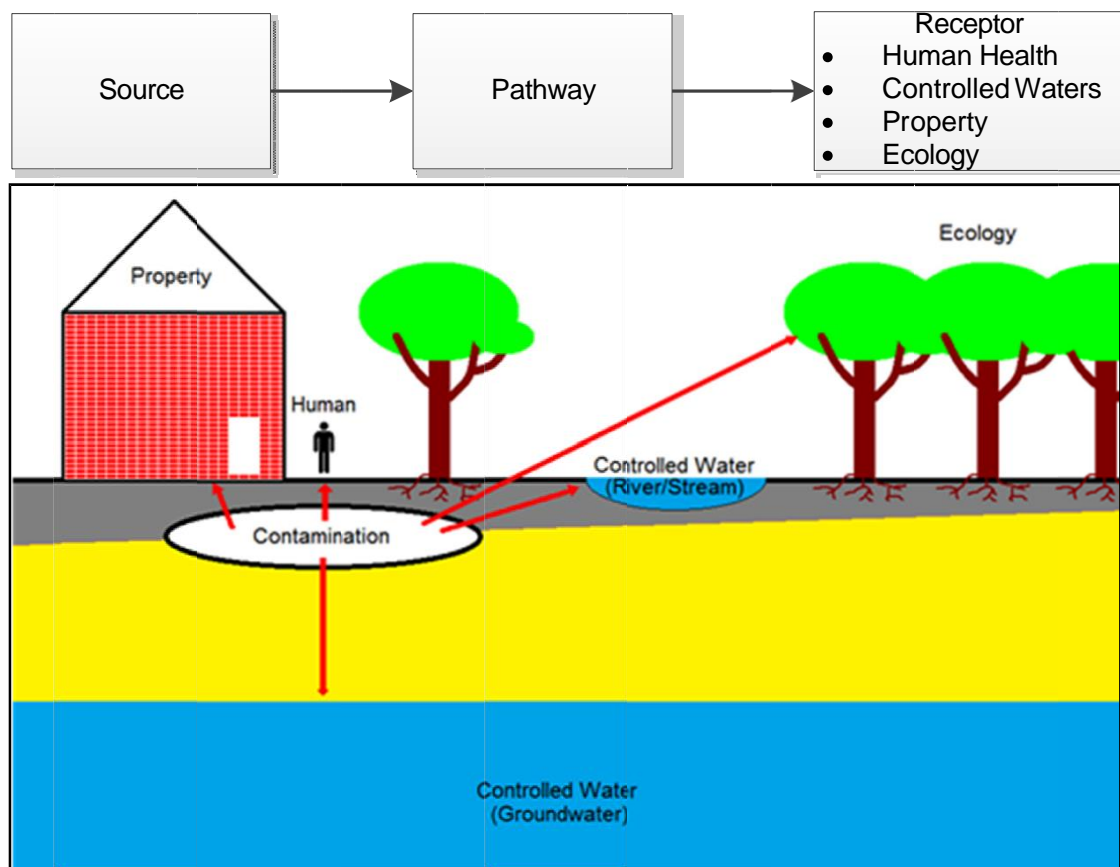 Source
Pathway
Receptor
• Human Health
• Controlled Waters
• Property
• Ecology
Ecology
Property
Human
Controlled Water
(River/Stream)
Contamination
Controlled Water
(Groundwater)